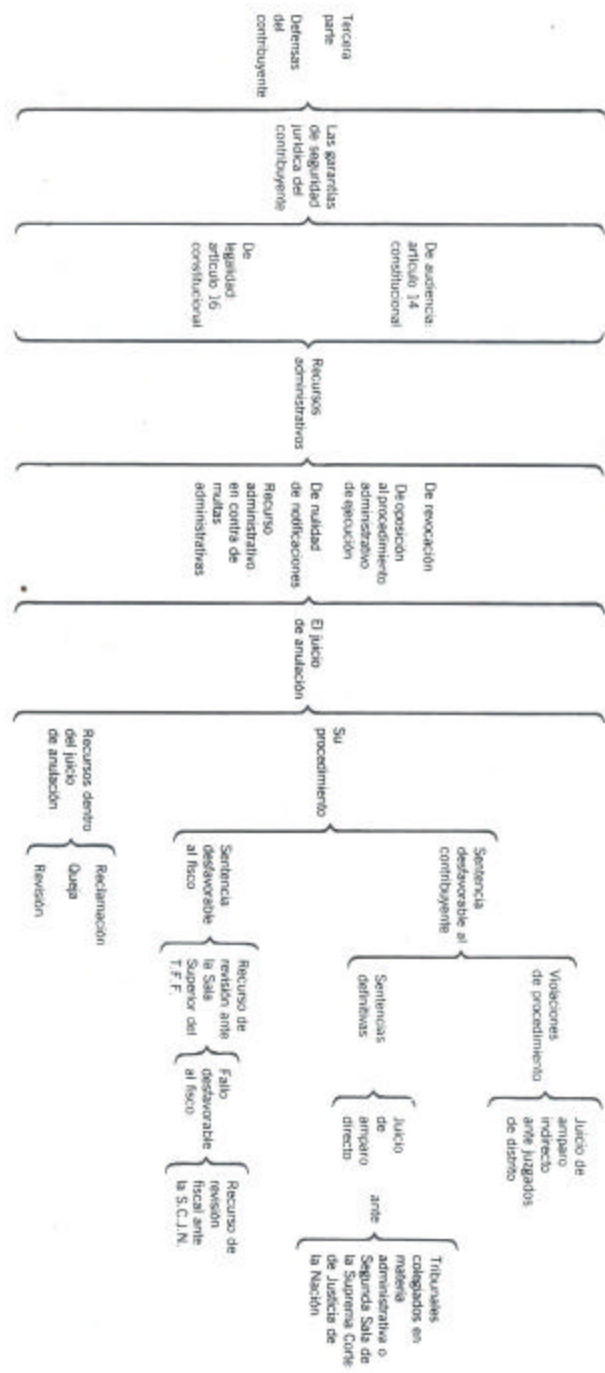 Tercera
parte
Defensas
del
contribuyente
Las garantías
de seguridad
jurídica del
contribuyente
De audiencia:
artículo 14
constitucional
De
legalidad:
artículo 16
constitucional
Recursos
administrativos
De revocación
De oposición
al procedimiento
administrativo
de ejecución
De nulidad
de notificaciones
Recurso
administrativo
en contra de
multas
administrativas
El juicio
de anulación
Su
procedimiento
Sentencia
desfavorable al
contribuyente
Violaciones
de procedimiento
Juicio de
amparo
indirecto
ante juzgados
de distrito
Sentencias
definitivas
Juicio
de
amparo
directo
ante
Tribunales
colegiados en
materia
administrativa o
Segunda Sala de
la Suprema Corte
de Justicia de
la Nación
Sentencia
desfavorable
al fisco
Recurso de
revisión ante
la Sala
Superior del
T.F.F.
Fallo
desfavorable
al fisco
Recurso de
revisión
fiscal ante
la S.C.J.N.
Recursos dentro
del juicio
de anulación
Reclamación
Queja
Revisión